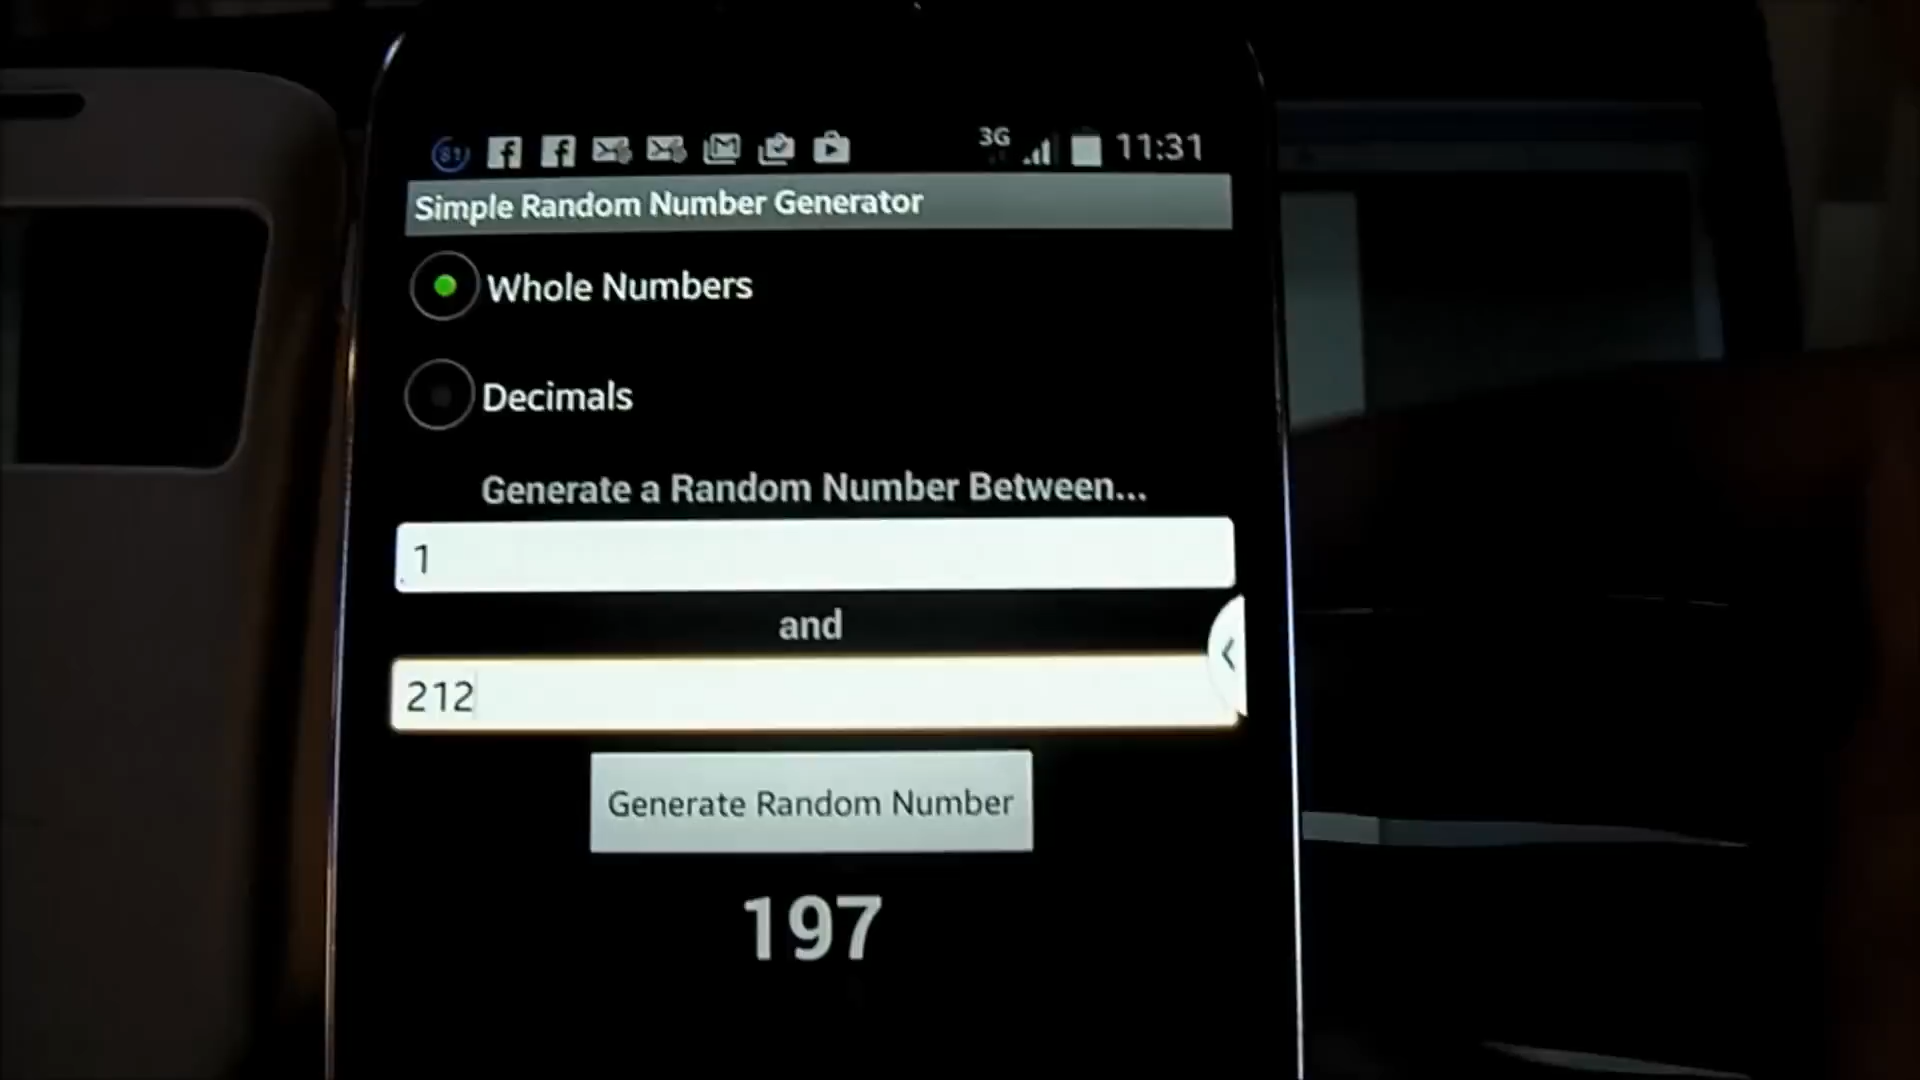 81 3G 11:31
Simple Random Number Generator
Whole Numbers
Decimals
Generate a Random Number Between...
1
and
212
Generate Random Number
197